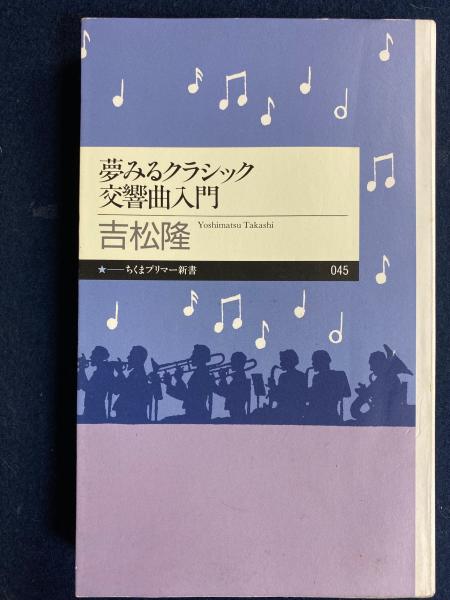 夢みるクラシック
交響曲入門
吉松隆 Yoshimatsu Takashi
★——ちくまプリマー新書 045